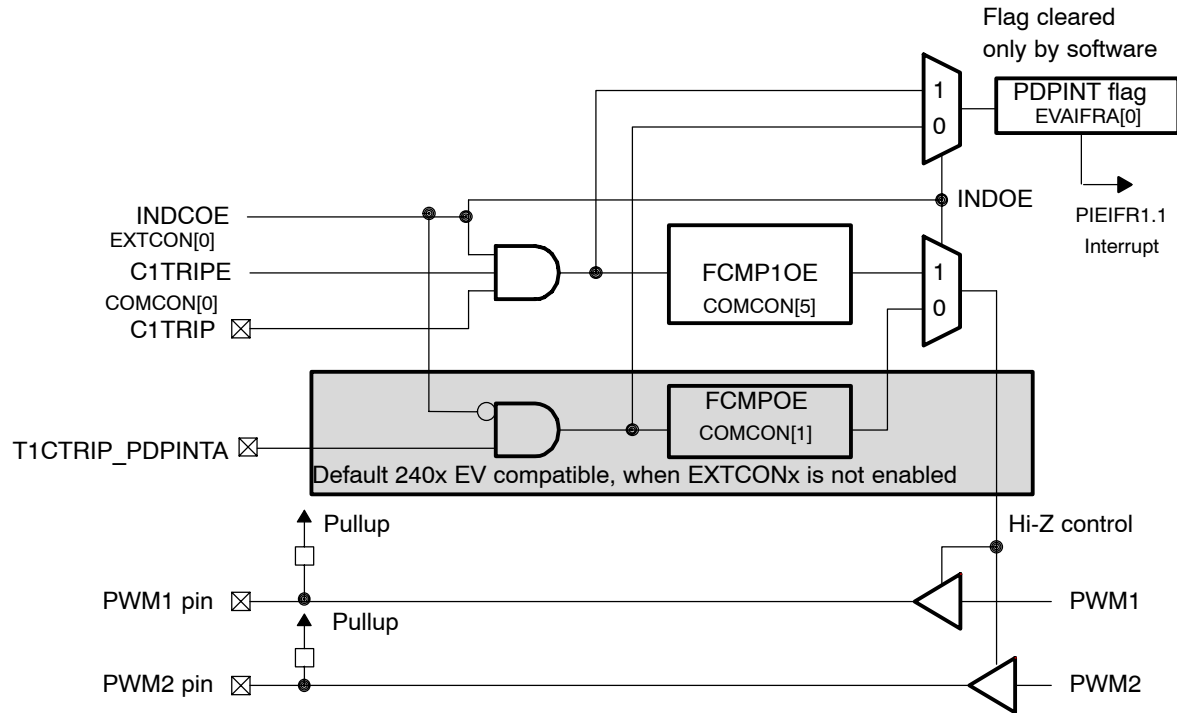 Flag cleared
only by software
1
0
PDPINT flag
EVAIFRA[0]
INDCOE
EXTCON[0]
INDOE
PIEIFR1.1
Interrupt
C1TRIPE
COMCON[0]
C1TRIP
FCMP1OE
COMCON[5]
1
0
T1CTRIP_PDPINTA
FCMPOE
COMCON[1]
Default 240x EV compatible, when EXTCONx is not enabled
Pullup
Hi-Z control
PWM1 pin
PWM1
Pullup
PWM2 pin
PWM2